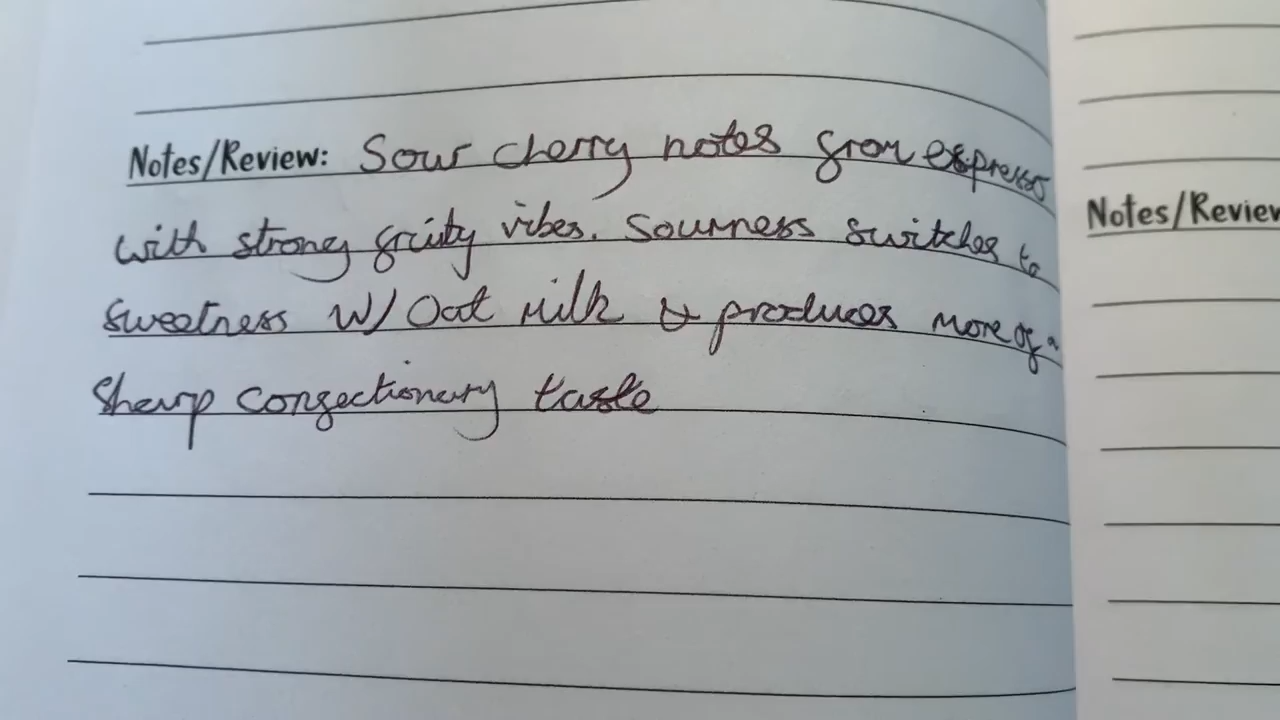 Notes/Review: Sour cherry notes from espresso
with strong fruity vibes. Sourness switches to
sweetness w/ Oat Milk & produces more of a
sharp confectionary taste
Notes/Review